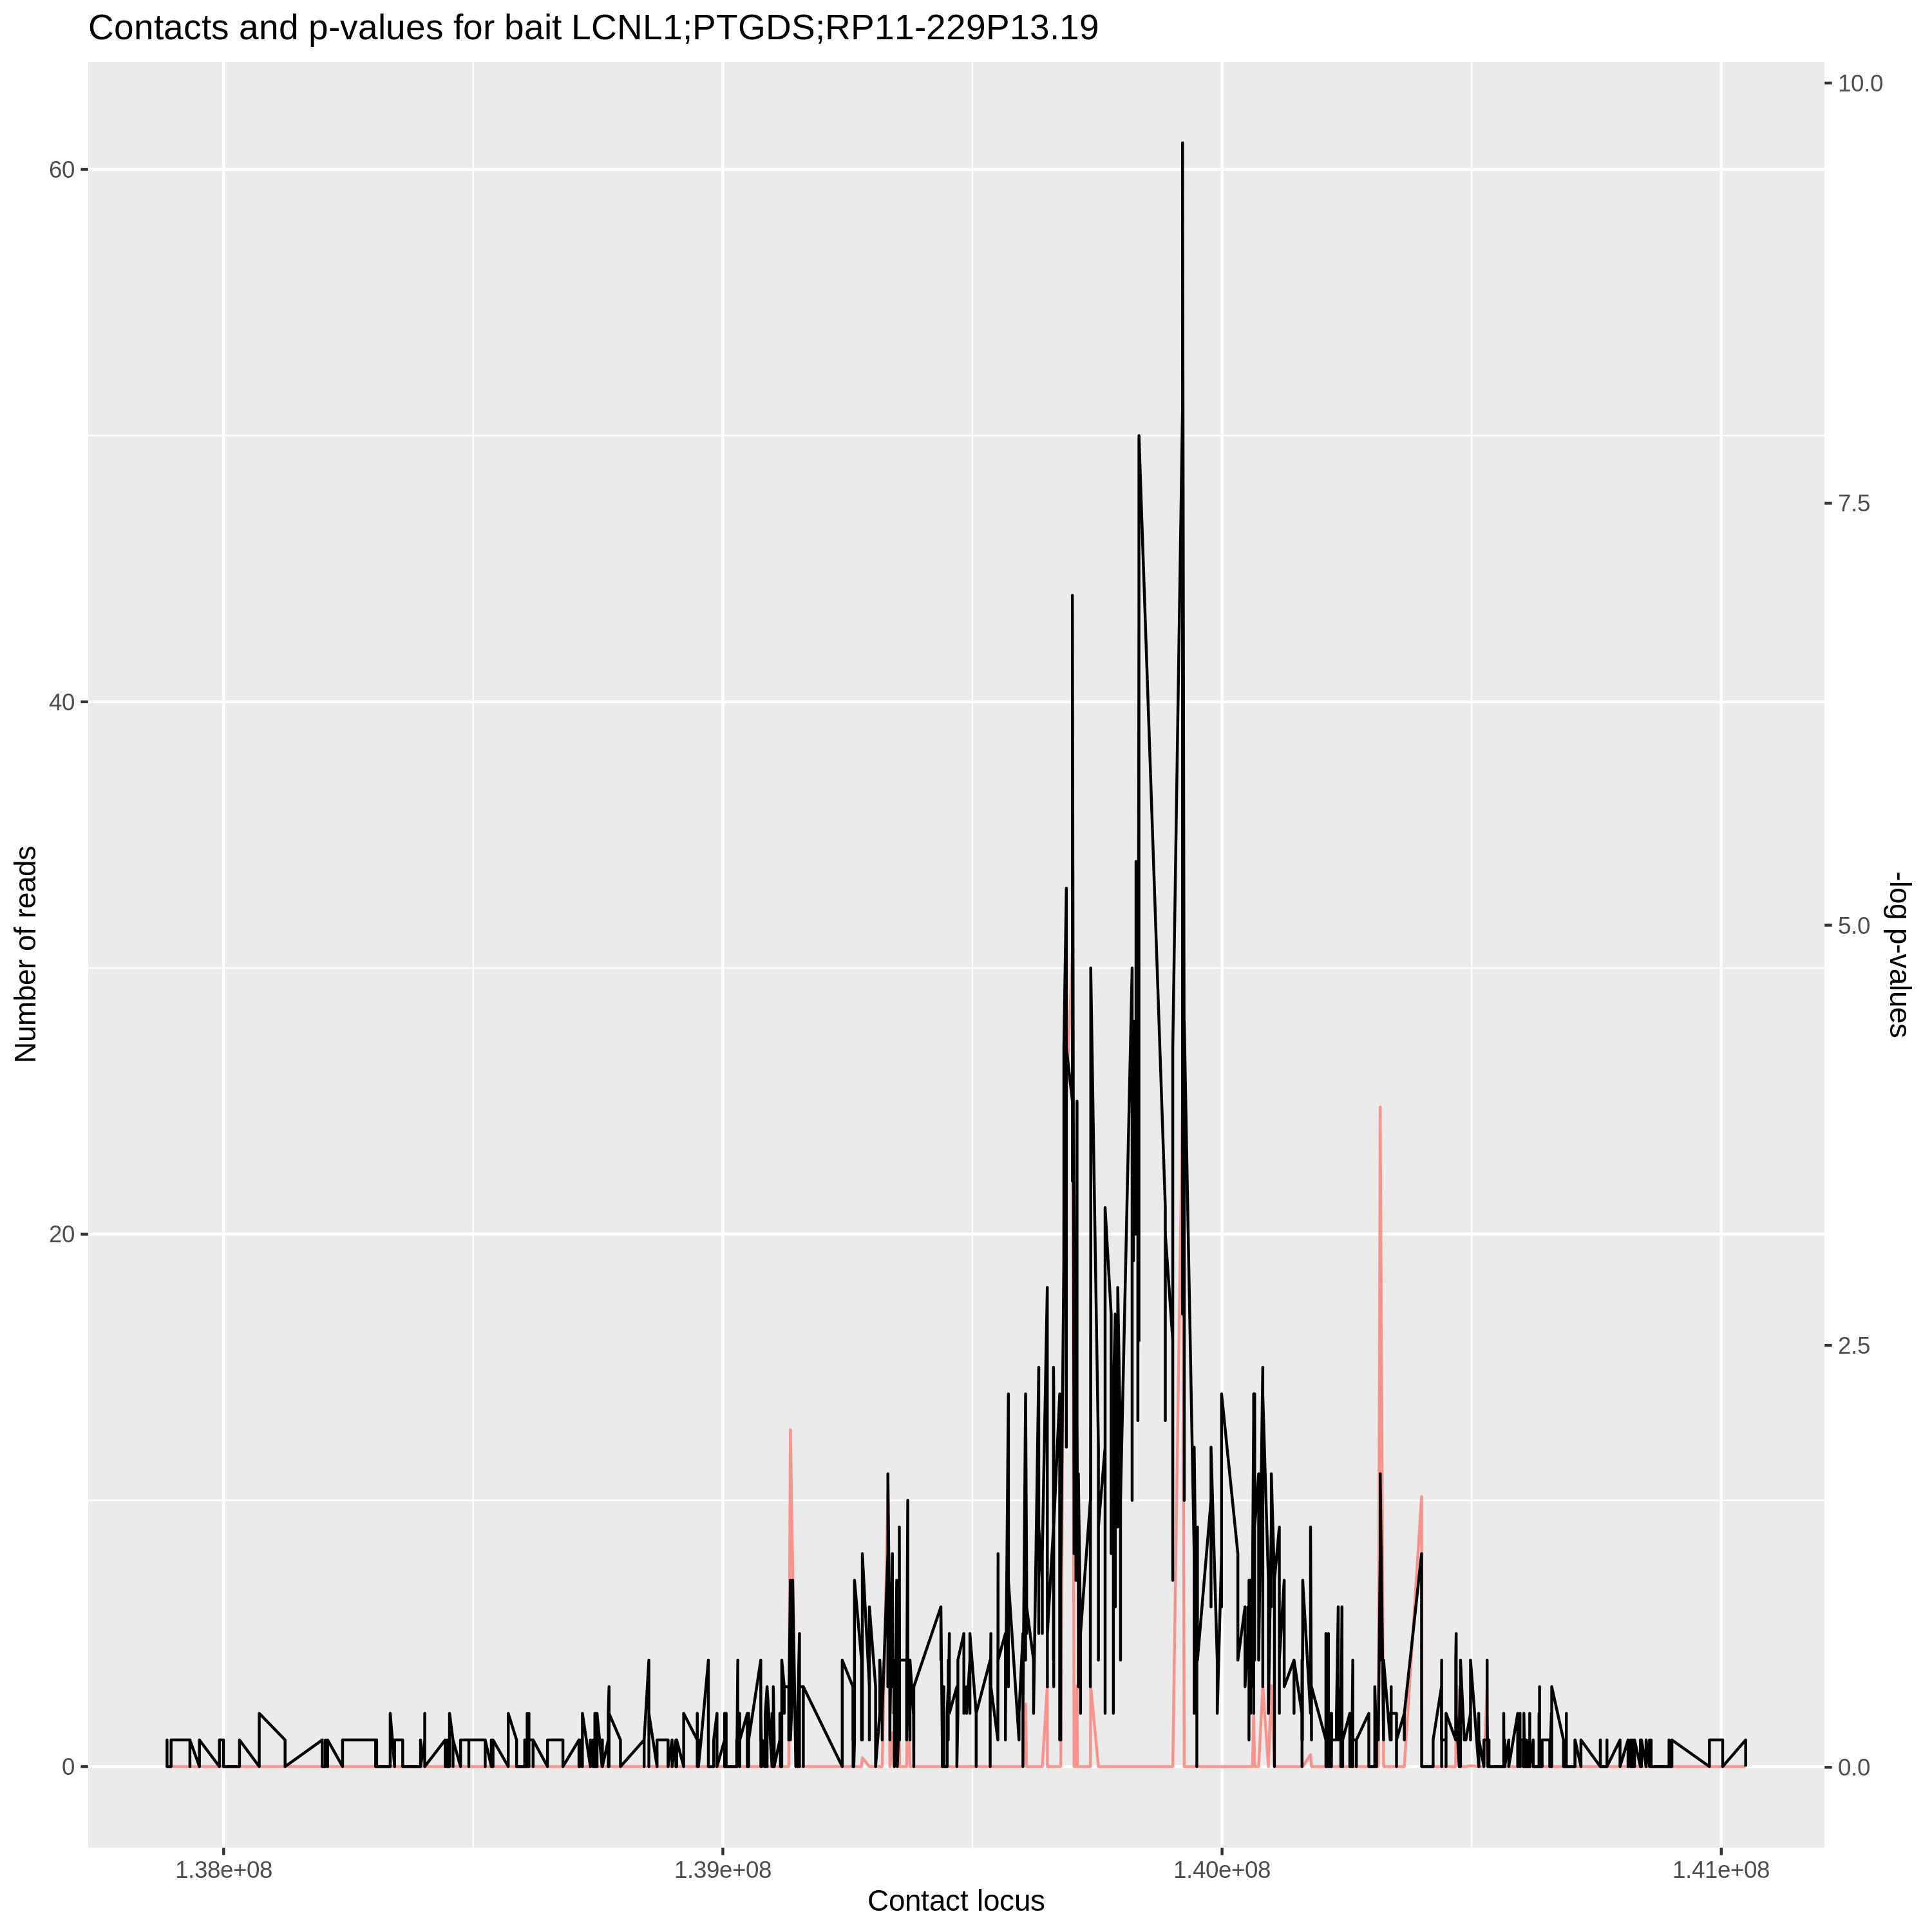 Contacts and p-values for bait LCNL1;PTGDS;RP11-229P13.19
60
40
20
0
Number of reads
10.0
7.5
5.0
2.5
0.0
-log p-values
1.38e+08
1.39e+08
1.40e+08
1.41e+08
Contact locus